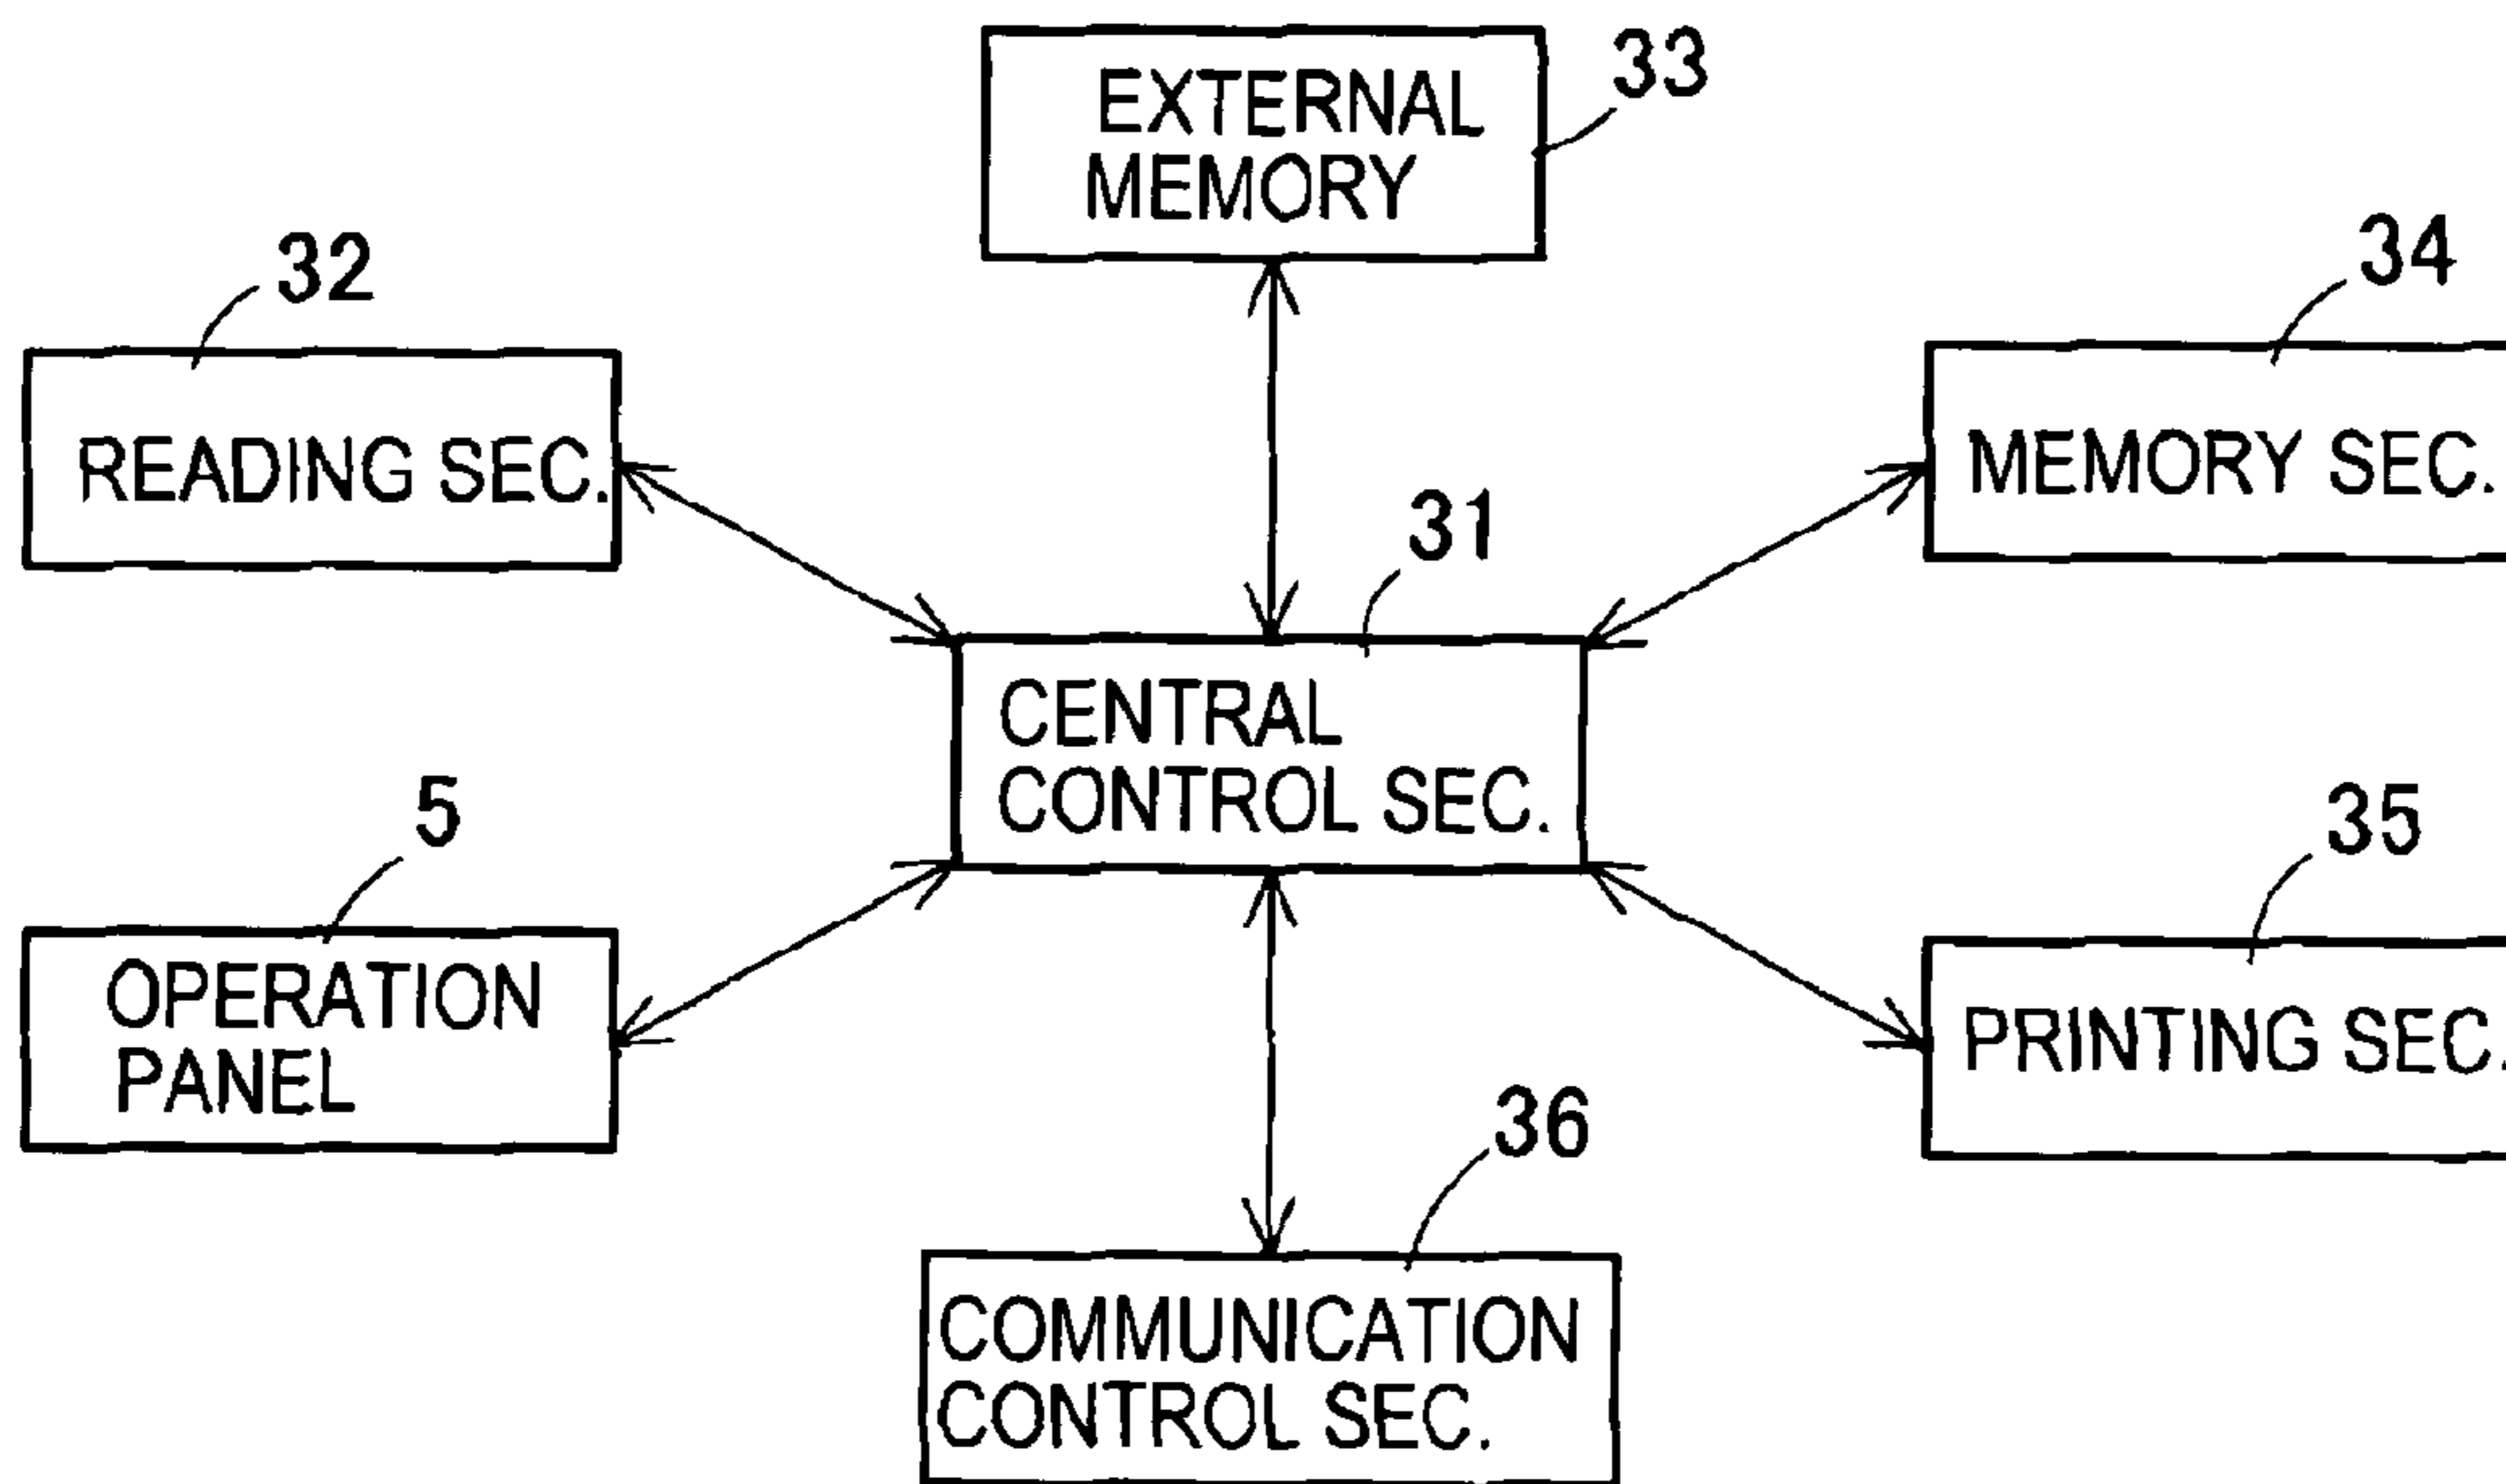 33
EXTERNAL
MEMORY
32
34
READING SEC.
MEMORY SEC.
31
CENTRAL
CONTROL SEC.
5
35
OPERATION
PANEL
PRINTING SEC.
36
COMMUNICATION
CONTROL SEC.